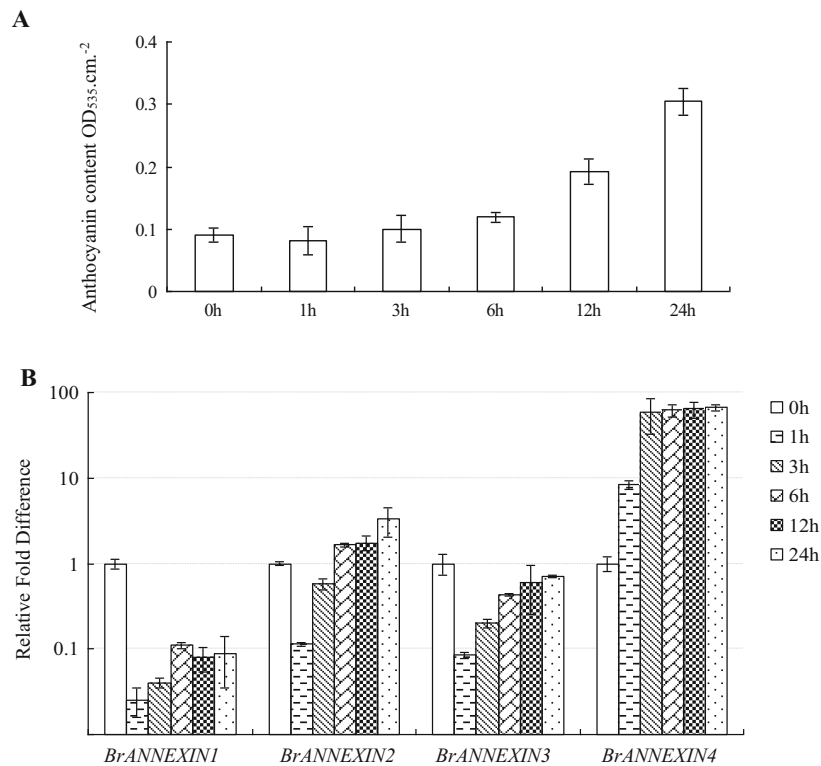 A
Anthocyanin content OD535.cm.-2
0.4
0.3
0.2
0.1
0
0h 1h 3h 6h 12h 24h
B
Relative Fold Difference
100
10
1
0.1
BrANNEXIN1 BrANNEXIN2 BrANNEXIN3 BrANNEXIN4
0h
1h
3h
6h
12h
24h